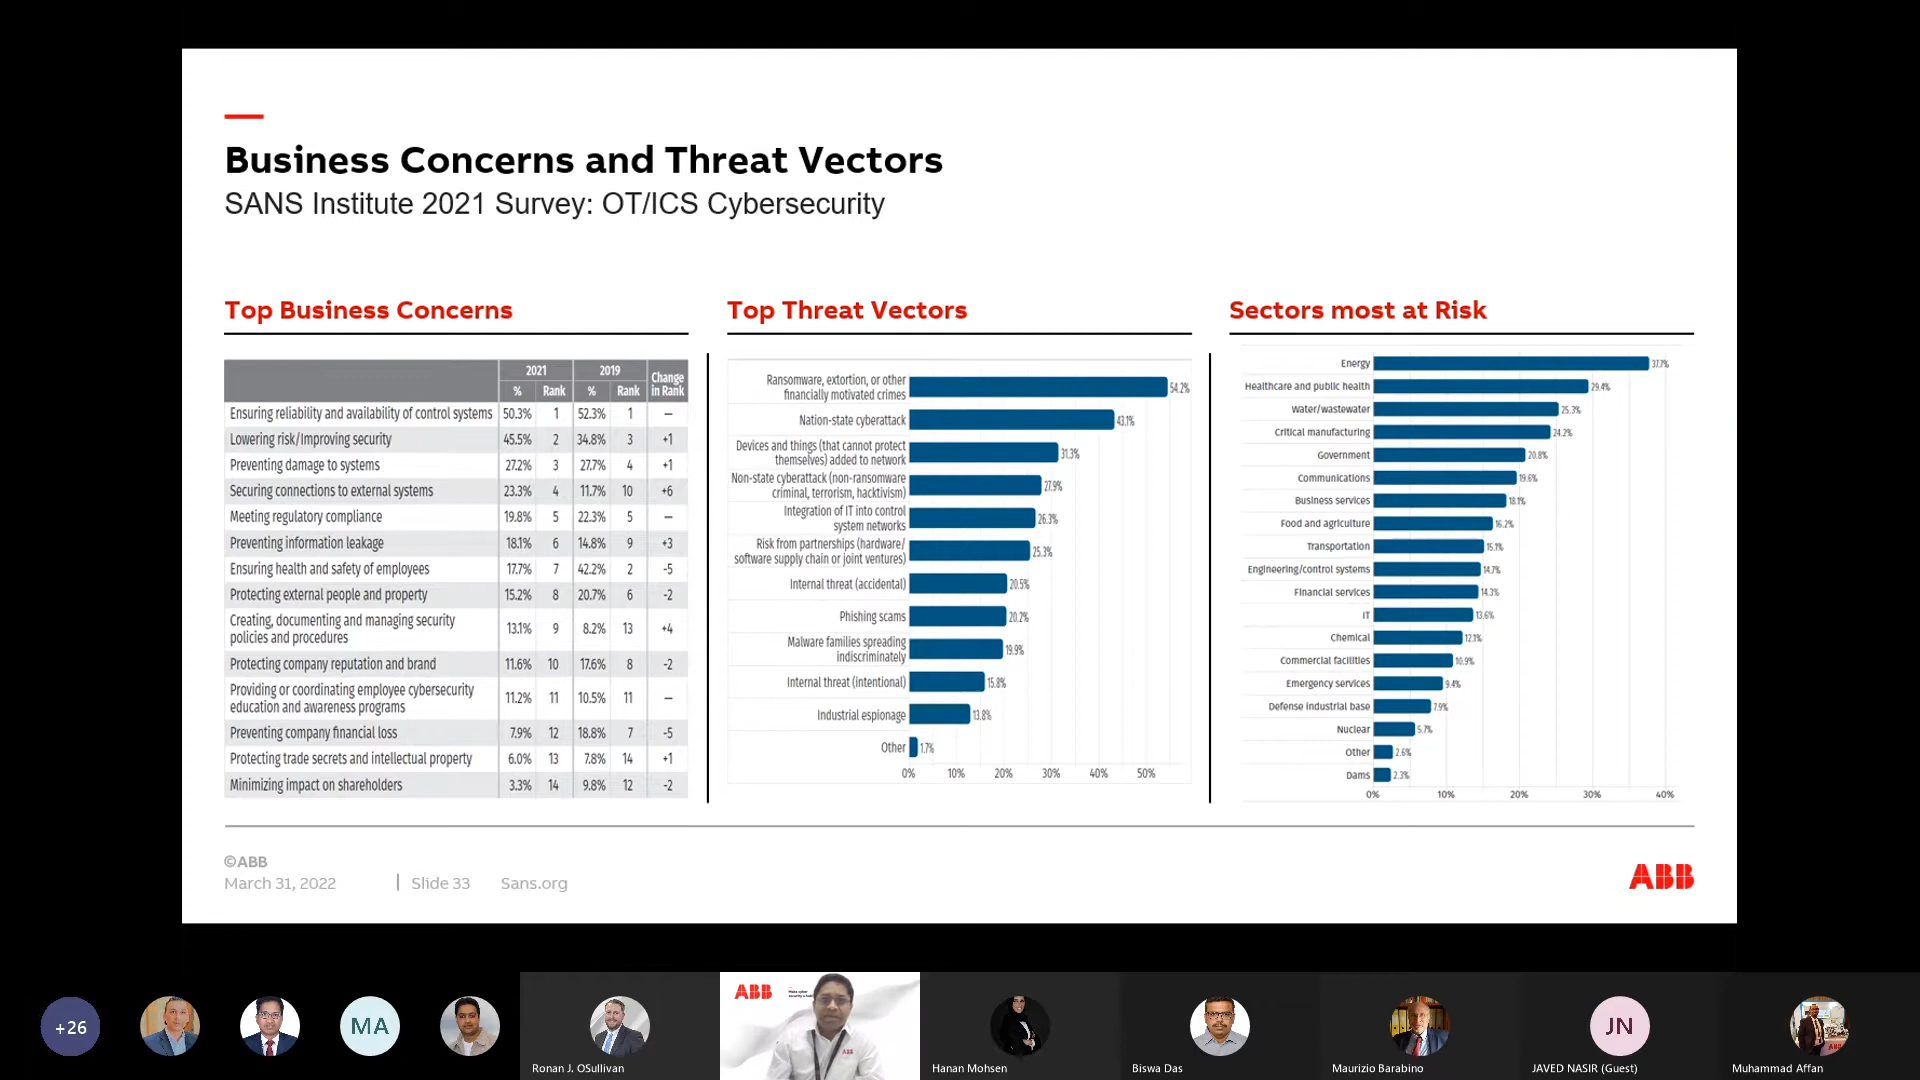 Business Concerns and Threat Vectors
SANS Institute 2021 Survey: OT/ICS Cybersecurity
Top Business Concerns
2021 2019 Change in Rank
% Rank % Rank
Ensuring reliability and availability of control systems 50.3% 1 52.3% 1 –
Lowering risk/Improving security 45.5% 2 34.8% 3 +1
Preventing damage to systems 27.2% 3 27.7% 4 +1
Securing connections to external systems 23.3% 4 11.7% 10 +6
Meeting regulatory compliance 19.8% 5 22.3% 5 –
Preventing information leakage 18.1% 6 14.8% 9 +3
Ensuring health and safety of employees 17.7% 7 42.2% 2 -5
Protecting external people and property 15.2% 8 20.7% 6 -2
Creating, documenting and managing security
policies and procedures 13.1% 9 8.2% 13 +4
Protecting company reputation and brand 11.6% 10 17.6% 8 -2
Providing or coordinating employee cybersecurity
education and awareness programs 11.2% 11 10.5% 11 –
Preventing company financial loss 7.9% 12 18.8% 7 -5
Protecting trade secrets and intellectual property 6.0% 13 7.8% 14 +1
Minimizing impact on shareholders 3.3% 14 9.8% 12 -2
Top Threat Vectors
Ransomware, extortion, or other
financially motivated crimes 54.2%
Nation-state cyberattack 43.1%
Devices and things (that cannot protect
themselves) added to network 31.3%
Non-state cyberattack (non-ransomware
criminal, terrorism, hacktivism) 27.9%
Integration of IT into control
system networks 26.3%
Risk from partnerships (hardware/
software supply chain or joint ventures) 25.3%
Internal threat (accidental) 20.5%
Phishing scams 20.2%
Malware families spreading
indiscriminately 19.9%
Internal threat (intentional) 15.8%
Industrial espionage 13.8%
Other 1.7%
0% 10% 20% 30% 40% 50%
Sectors most at Risk
Energy 37.7%
Healthcare and public health 29.4%
Water/wastewater 25.3%
Critical manufacturing 24.2%
Government 20.8%
Communications 19.6%
Business services 18.1%
Food and agriculture 16.2%
Transportation 15.1%
Engineering/control systems 14.7%
Financial services 14.3%
IT 13.6%
Chemical 12.1%
Commercial facilities 10.9%
Emergency services 9.4%
Defense industrial base 7.9%
Nuclear 5.7%
Other 2.6%
Dams 2.3%
0% 10% 20% 30% 40%
©ABB
March 31, 2022 | Slide 33 Sans.org
ABB
+26
MA
Ronan J. OSullivan
ABB
ABB
Hanan Mohsen
Biswa Das
Maurizio Barabino
JN
JAVED NASIR (Guest)
Muhammad Affan